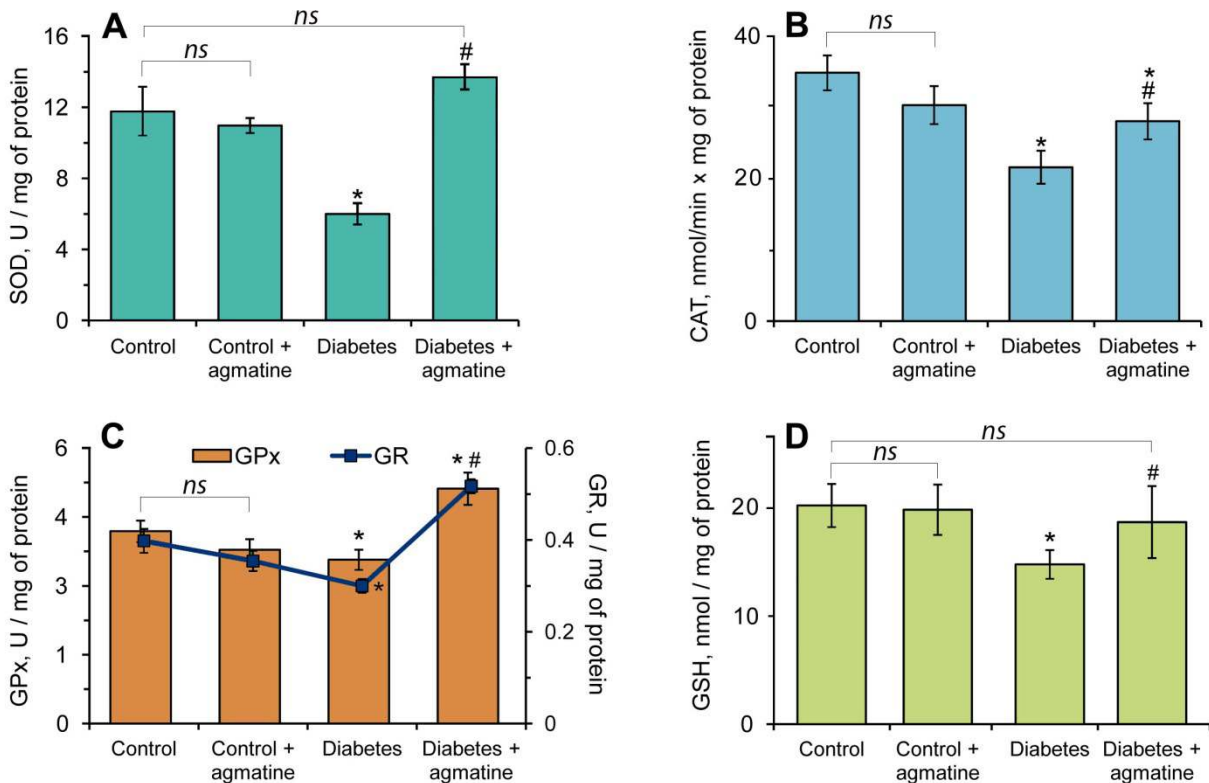 A
ns
ns
#
*
SOD, U / mg of protein
16
12
8
4
0
Control
Control + agmatine
Diabetes
Diabetes + agmatine
B
ns
*
*
#
CAT, nmol/min x mg of protein
40
20
0
Control
Control + agmatine
Diabetes
Diabetes + agmatine
C
GPx
GR
ns
*
*
* #
GPx, U / mg of protein
6
4
3
1
0
GR, U / mg of protein
0.6
0.4
0.2
0
Control
Control + agmatine
Diabetes
Diabetes + agmatine
D
ns
ns
*
#
GSH, nmol / mg of protein
20
10
0
Control
Control + agmatine
Diabetes
Diabetes + agmatine